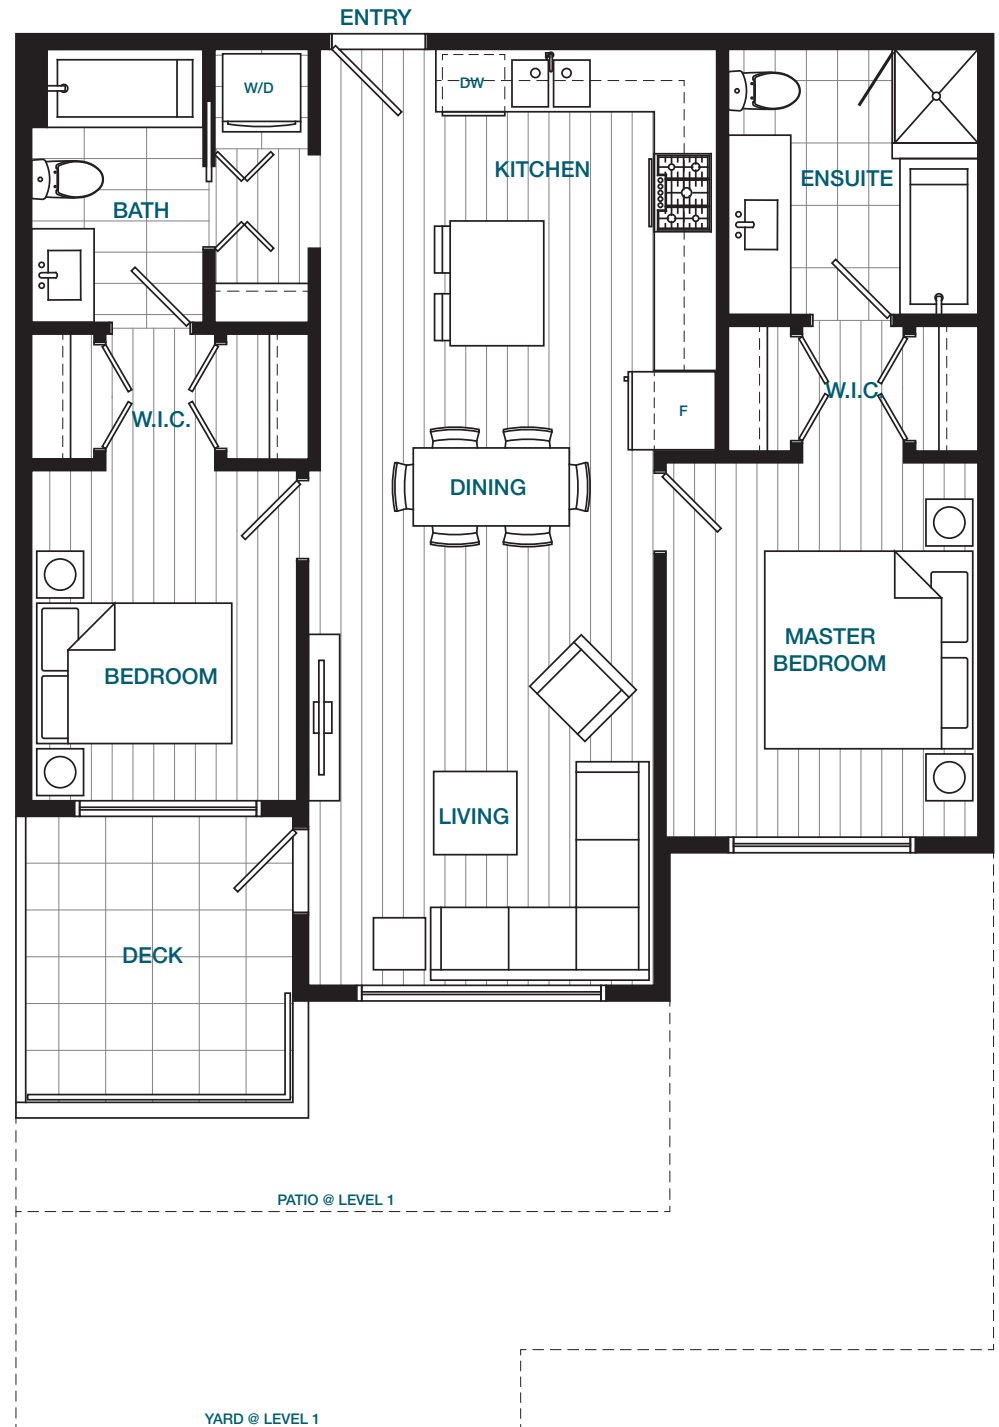 ENTRY
W/D
DW
KITCHEN
ENSUITE
BATH
W.I.C.
W.I.C.
F
DINING
BEDROOM
MASTER
BEDROOM
LIVING
DECK
PATIO @ LEVEL 1
YARD @ LEVEL 1